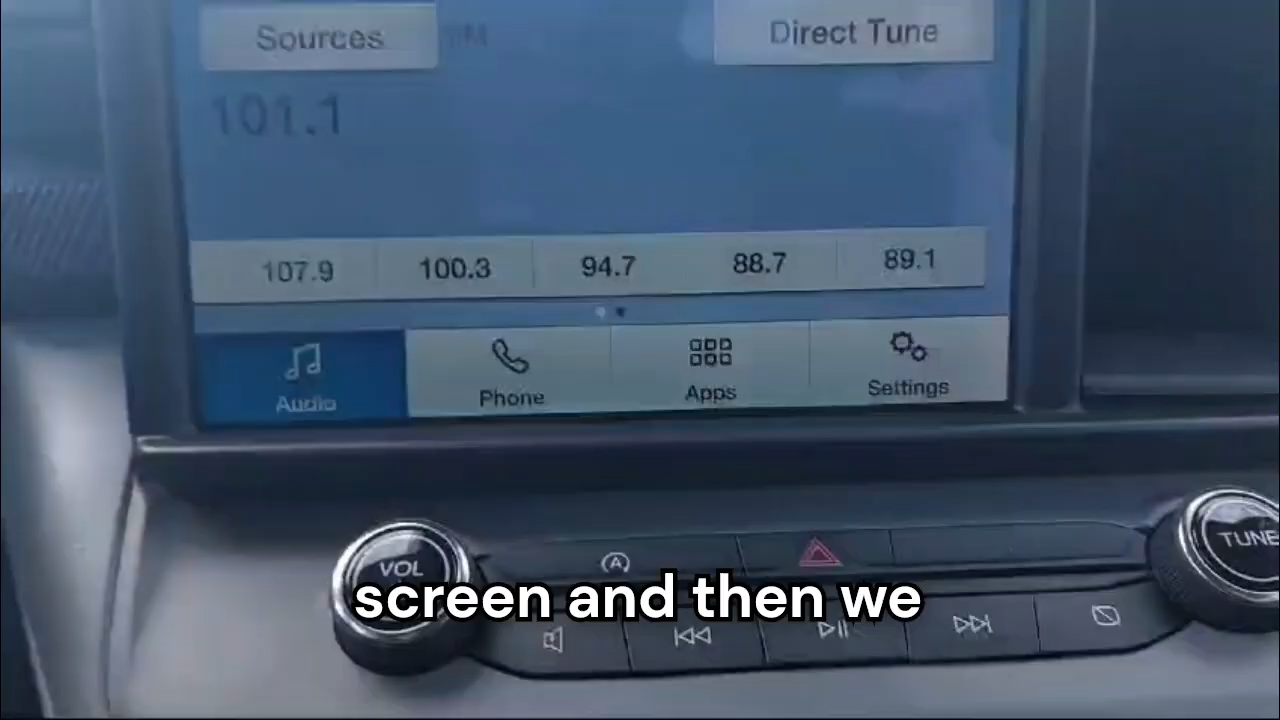 Sources
Direct Tune
101.1
107.9 100.3 94.7 88.7 89.1
Audio Phone Apps Settings
VOL
TUNE
screen and then we